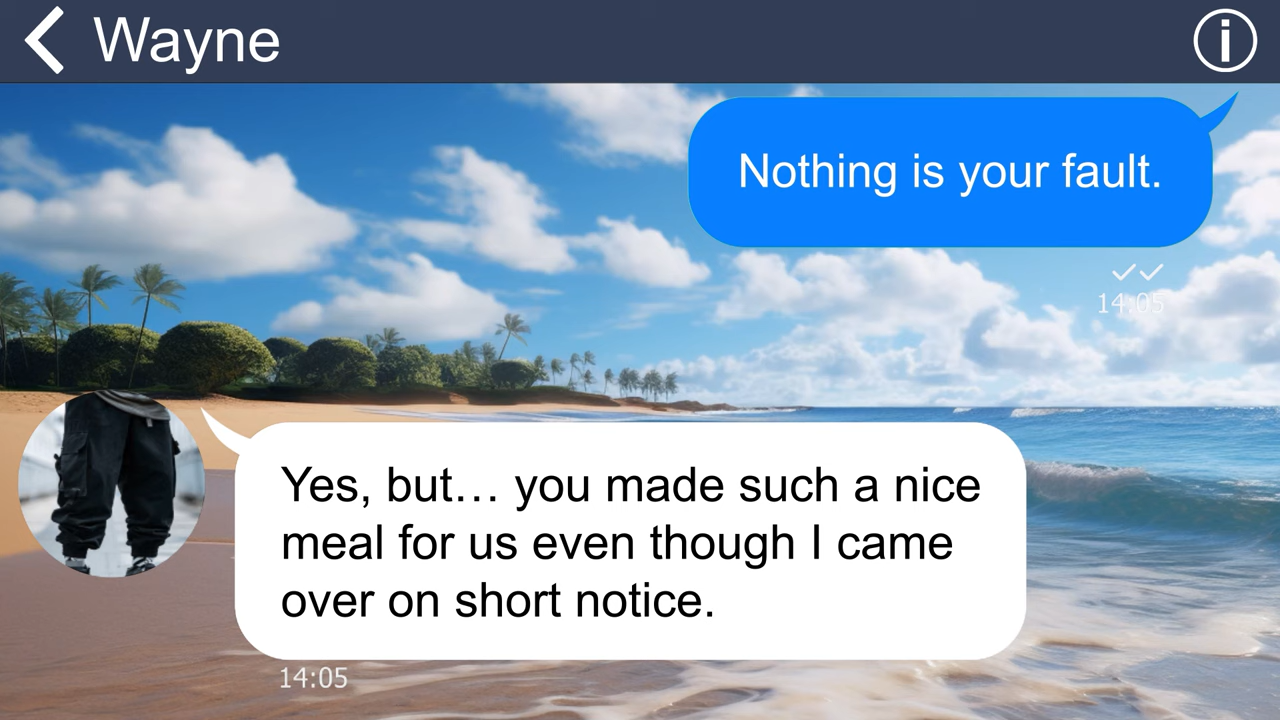 Wayne
Nothing is your fault.
14:05
Yes, but… you made such a nice
meal for us even though I came
over on short notice.
14:05